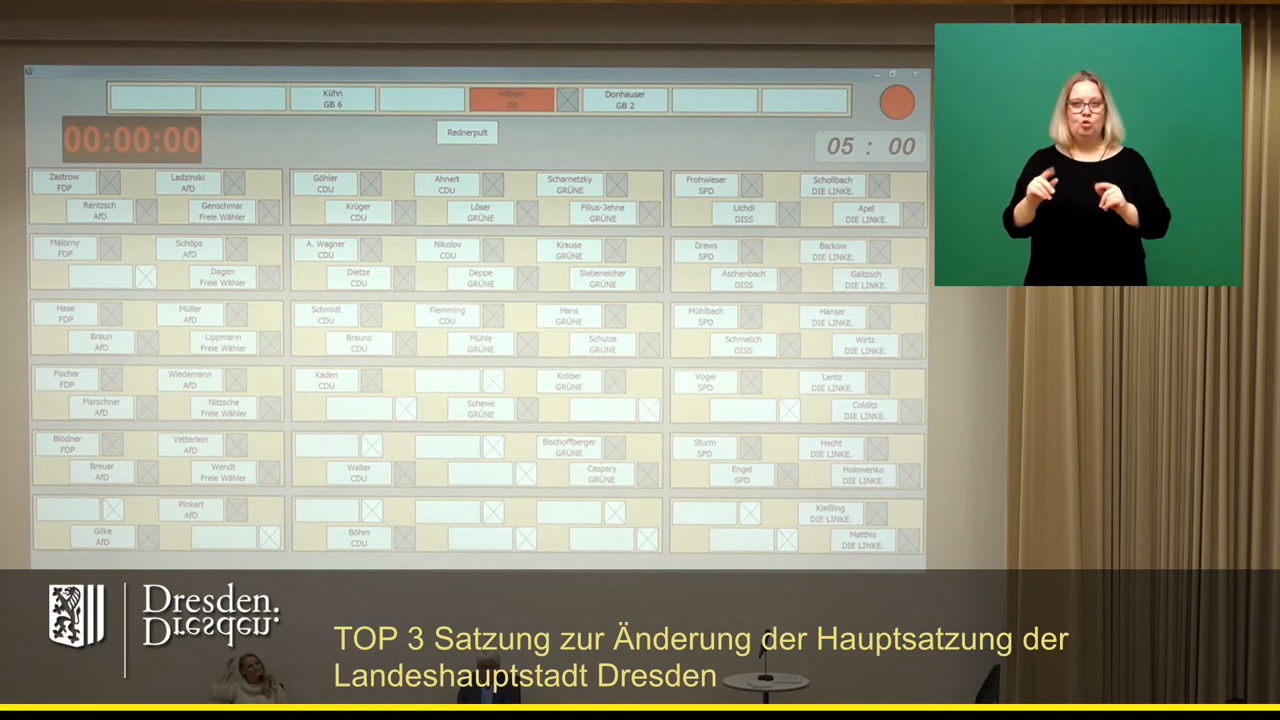 Kühn
GB 6
Hilbert
OB
Donhauser
GB 2
00:00:00
Rednerpult
05 : 00
Zastrow
FDP
Ladzinski
AfD
Göhler
CDU
Ahnert
CDU
Scharnetzky
GRÜNE
Frohwieser
SPD
Schollbach
DIE LINKE.
Rentzsch
AfD
Genschmar
Freie Wähler
Krüger
CDU
Löser
GRÜNE
Filius-Jehne
GRÜNE
Lichdi
DISS
Apel
DIE LINKE.
Malorny
FDP
Schöps
AfD
A. Wagner
CDU
Nikolov
CDU
Krause
GRÜNE
Drews
SPD
Barkow
DIE LINKE.
Dagen
Freie Wähler
Dietze
CDU
Deppe
GRÜNE
Siebeneicher
GRÜNE
Aschenbach
DISS
Gaitzsch
DIE LINKE.
Hase
FDP
Müller
AfD
Schmidt
CDU
Flemming
CDU
Hans
GRÜNE
Mühlbach
SPD
Hanser
DIE LINKE.
Braun
AfD
Lippmann
Freie Wähler
Brauns
CDU
Mühle
GRÜNE
Schulze
GRÜNE
Schmelich
DISS
Wirtz
DIE LINKE.
Fischer
FDP
Wiedemann
AfD
Kaden
CDU
Kröber
GRÜNE
Vogel
SPD
Lentz
DIE LINKE.
Marschner
AfD
Nitzsche
Freie Wähler
Schewe
GRÜNE
Colditz
DIE LINKE.
Blödner
FDP
Vetterlein
AfD
Bischoffberger
GRÜNE
Sturm
SPD
Hecht
DIE LINKE.
Breuer
AfD
Wendt
Freie Wähler
Walter
CDU
Caspary
GRÜNE
Engel
SPD
Holowenko
DIE LINKE.
Pinkert
AfD
Kießling
DIE LINKE.
Gilke
AfD
Böhm
CDU
Matthis
DIE LINKE.
Dresden.
Dresden.
TOP 3 Satzung zur Änderung der Hauptsatzung der
Landeshauptstadt Dresden